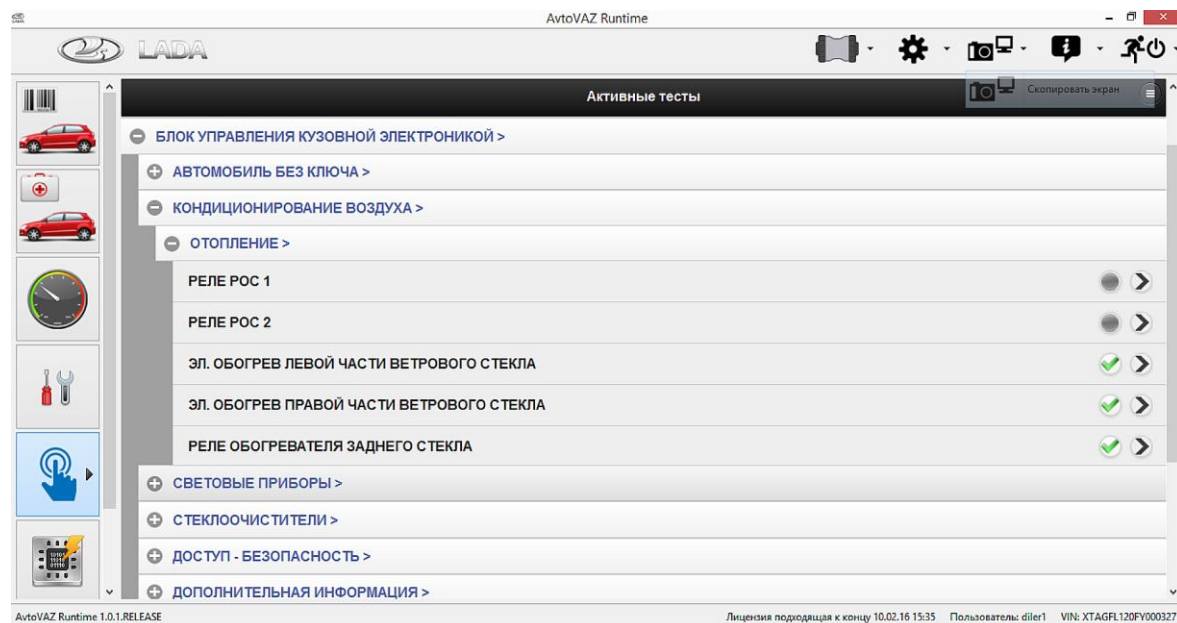 AvtoVAZ Runtime
LADA
Активные тесты
Скопировать экран
БЛОК УПРАВЛЕНИЯ КУЗОВНОЙ ЭЛЕКТРОНИКОЙ >
АВТОМОБИЛЬ БЕЗ КЛЮЧА >
КОНДИЦИОНИРОВАНИЕ ВОЗДУХА >
ОТОПЛЕНИЕ >
РЕЛЕ РОС 1
РЕЛЕ РОС 2
ЭЛ. ОБОГРЕВ ЛЕВОЙ ЧАСТИ ВЕТРОВОГО СТЕКЛА
ЭЛ. ОБОГРЕВ ПРАВОЙ ЧАСТИ ВЕТРОВОГО СТЕКЛА
РЕЛЕ ОБОГРЕВАТЕЛЯ ЗАДНЕГО СТЕКЛА
СВЕТОВЫЕ ПРИБОРЫ >
СТЕКЛООЧИСТИТЕЛИ >
ДОСТУП - БЕЗОПАСНОСТЬ >
ДОПОЛНИТЕЛЬНАЯ ИНФОРМАЦИЯ >
AvtoVAZ Runtime 1.0.1.RELEASE Лицензия подходящая к концу 10.02.16 15:35 Пользователь: diler1 VIN: XTAGFL120FY000327